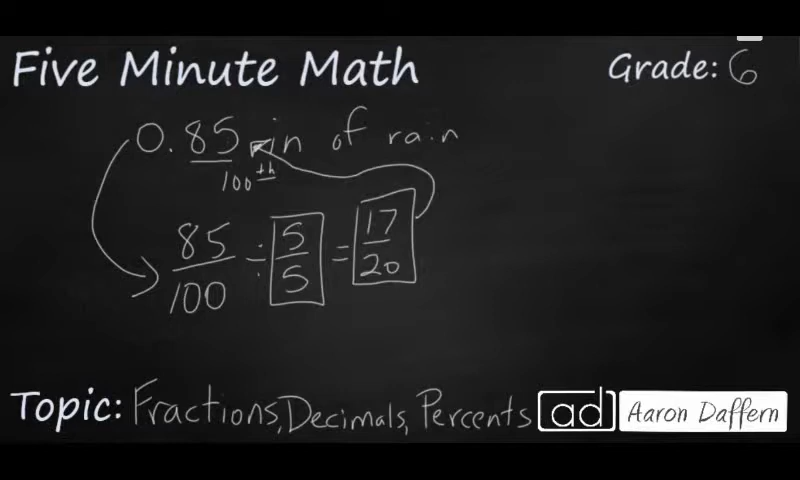 Five Minute Math
Grade: 6
0.85 in of rain
100th
85/100 ÷ 5/5 = 17/20
Topic: Fractions, Decimals, Percents
ad Aaron Daffern